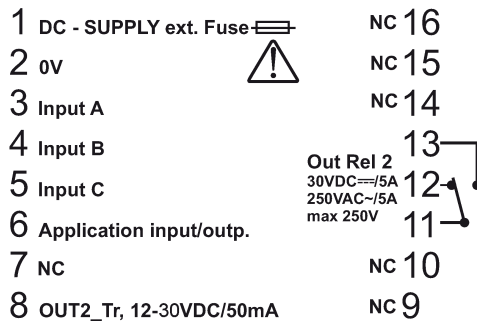 1 DC - SUPPLY ext. Fuse
2 0V
3 Input A
4 Input B
5 Input C
6 Application input/outp.
7 NC
8 OUT2_Tr, 12-30VDC/50mA
NC 16
NC 15
NC 14
13
Out Rel 2
30VDC⎓/5A 12
250VAC~/5A
max 250V 11
NC 10
NC 9